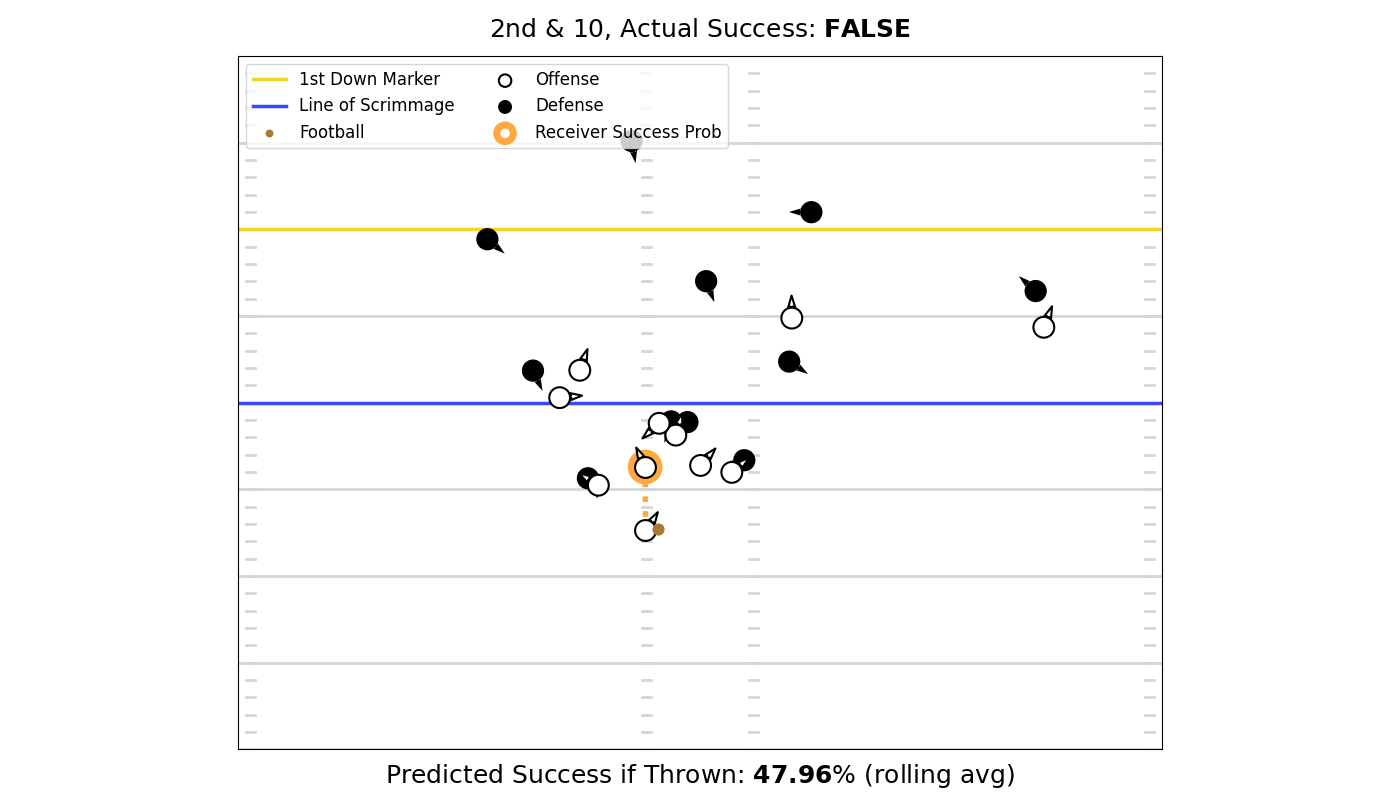 2nd & 10, Actual Success: FALSE
1st Down Marker
Line of Scrimmage
Football
Offense
Defense
Receiver Success Prob
Predicted Success if Thrown: 47.96% (rolling avg)